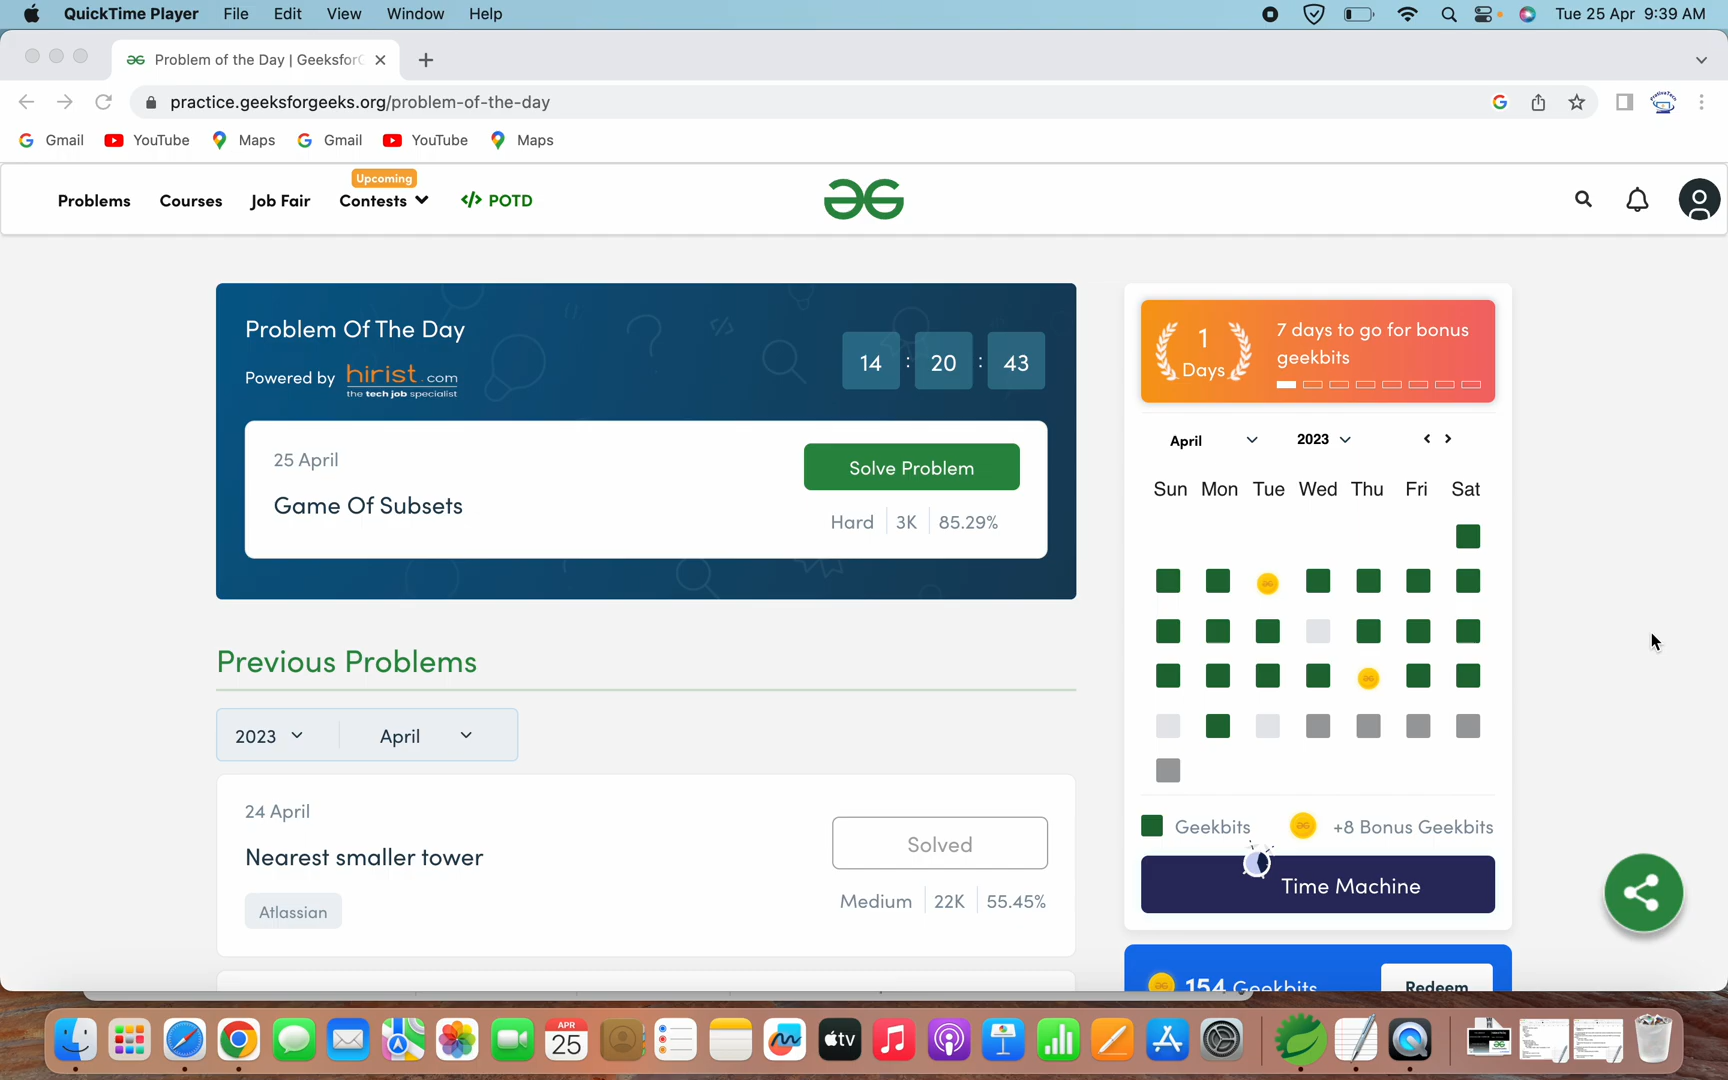 QuickTime Player File Edit View Window Help Tue 25 Apr 9:39 AM
Problem of the Day | Geeksfor
practice.geeksforgeeks.org/problem-of-the-day
Gmail YouTube Maps Gmail YouTube Maps
Upcoming
Problems Courses Job Fair Contests </> POTD
Problem Of The Day
Powered by hirist.com
the tech job specialist
14 : 20 : 43
25 April
Game Of Subsets
Solve Problem
Hard 3K 85.29%
Previous Problems
2023 April
24 April
Nearest smaller tower
Atlassian
Solved
Medium 22K 55.45%
1
Days
7 days to go for bonus
geekbits
April 2023
Sun Mon Tue Wed Thu Fri Sat
Geekbits +8 Bonus Geekbits
Time Machine
154 Geekbits Redeem
APR
25
tv